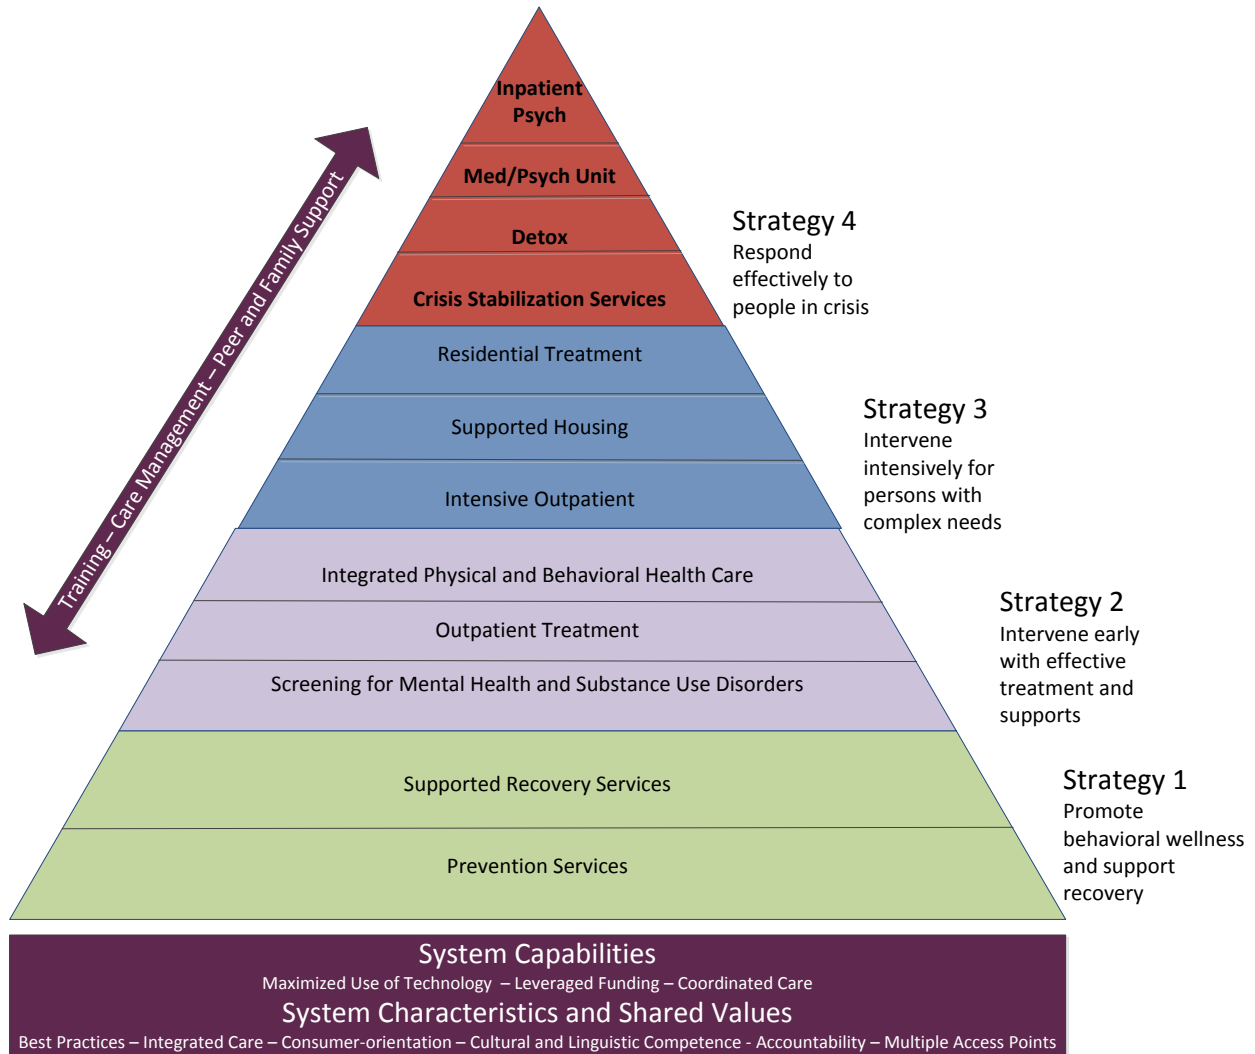 Inpatient
Psych
Med/Psych Unit
Detox
Crisis Stabilization Services
Strategy 4
Respond
effectively to
people in crisis
Residential Treatment
Supported Housing
Intensive Outpatient
Strategy 3
Intervene
intensively for
persons with
complex needs
Integrated Physical and Behavioral Health Care
Outpatient Treatment
Screening for Mental Health and Substance Use Disorders
Strategy 2
Intervene early
with effective
treatment and
supports
Supported Recovery Services
Prevention Services
Strategy 1
Promote
behavioral wellness
and support
recovery
Training – Care Management – Peer and Family Support
System Capabilities
Maximized Use of Technology – Leveraged Funding – Coordinated Care
System Characteristics and Shared Values
Best Practices – Integrated Care – Consumer-orientation – Cultural and Linguistic Competence - Accountability – Multiple Access Points